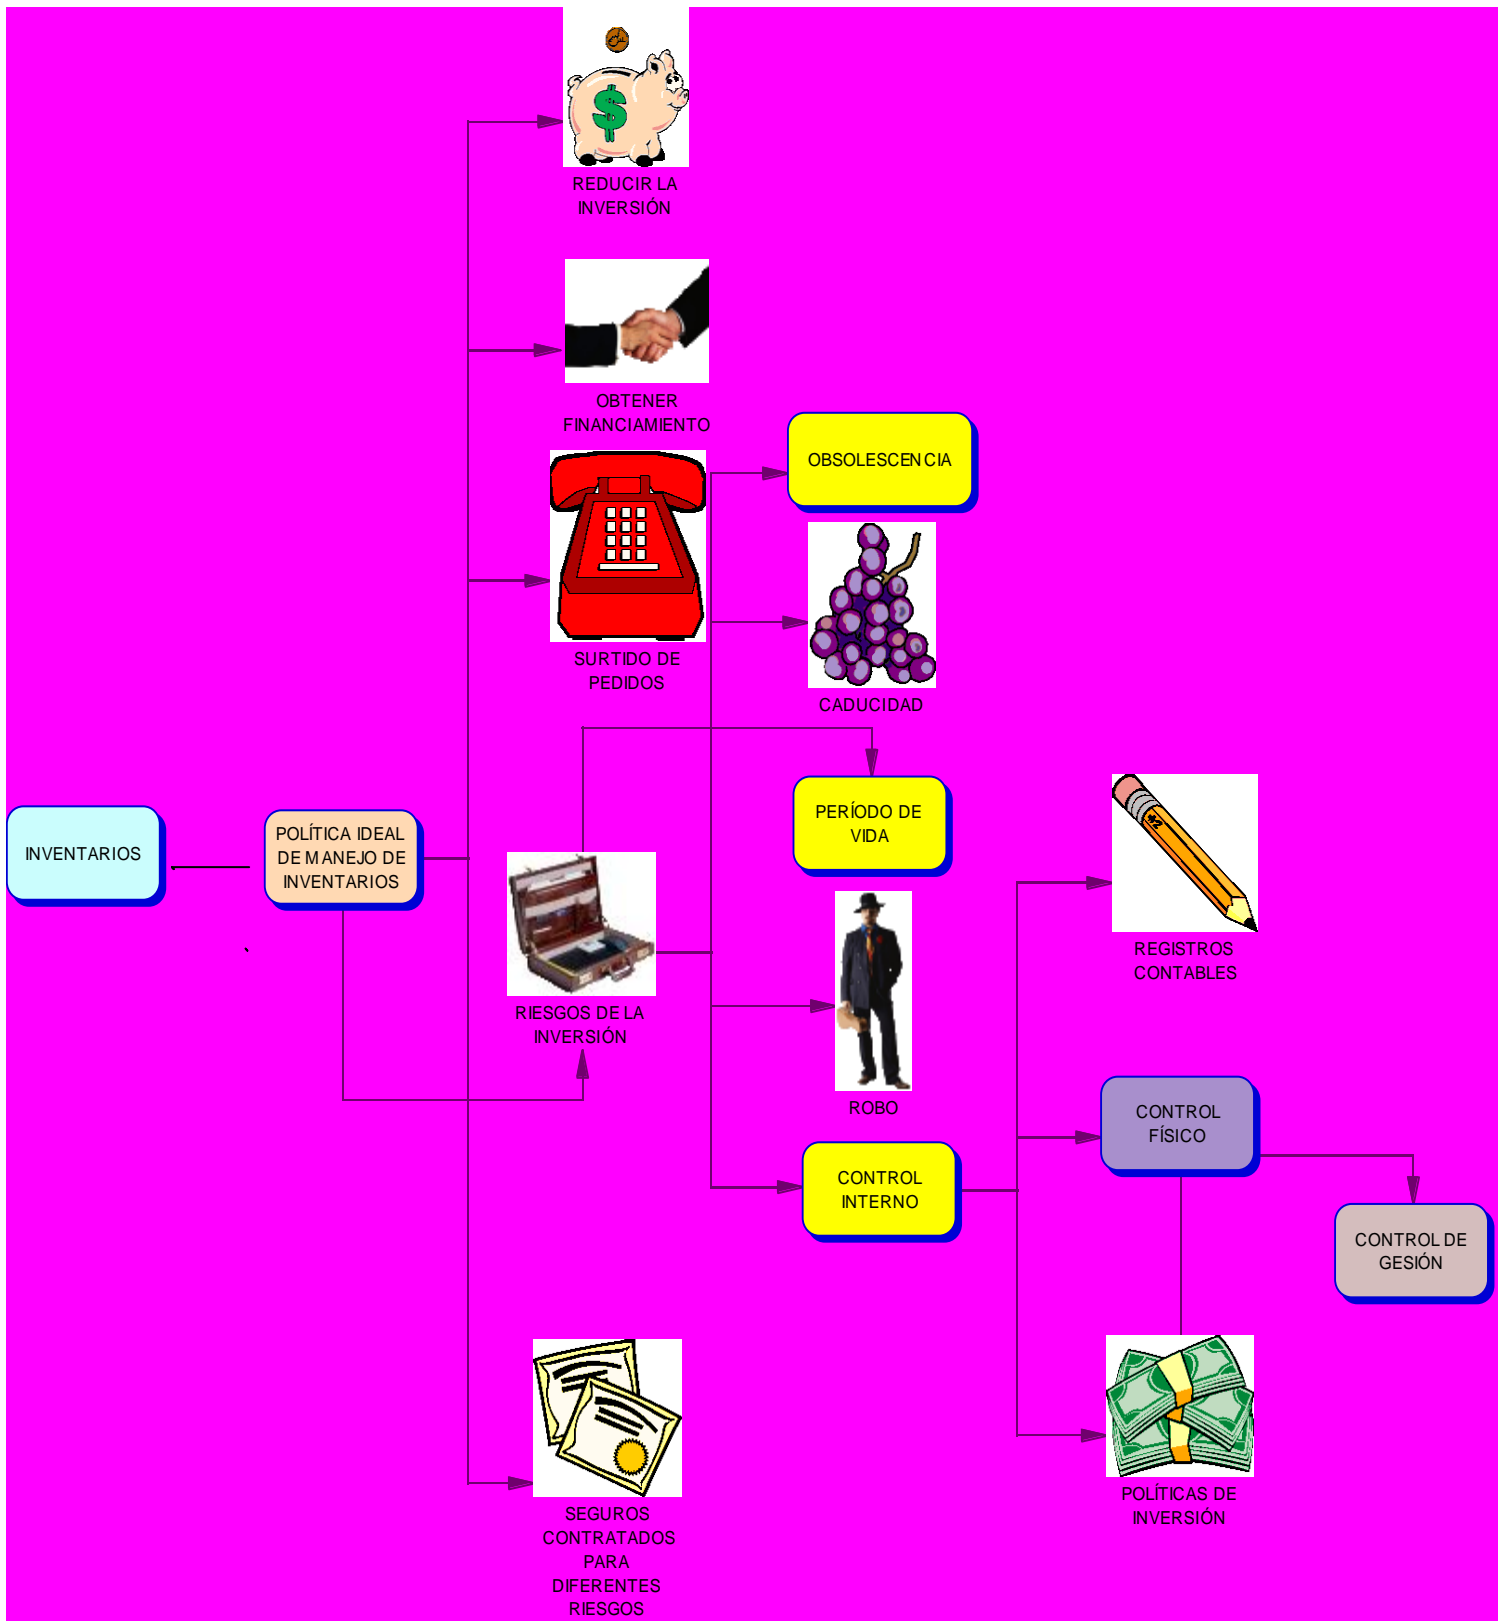 REDUCIR LA
INVERSIÓN
OBTENER
FINANCIAMIENTO
OBSOLESCENCIA
SURTIDO DE
PEDIDOS
CADUCIDAD
INVENTARIOS
POLÍTICA IDEAL
DE MANEJO DE
INVENTARIOS
PERÍODO DE
VIDA
RIESGOS DE LA
INVERSIÓN
REGISTROS
CONTABLES
ROBO
CONTROL
FÍSICO
CONTROL
INTERNO
CONTROL DE
GESIÓN
POLÍTICAS DE
INVERSIÓN
SEGUROS
CONTRATADOS
PARA
DIFERENTES
RIESGOS